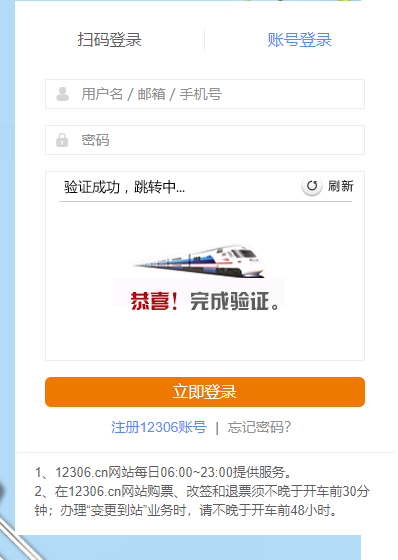 扫码登录 账号登录
用户名 / 邮箱 / 手机号
密码
验证成功，跳转中... 刷新
恭喜！完成验证。
立即登录
注册12306账号 | 忘记密码?
1、12306.cn网站每日06:00~23:00提供服务。
2、在12306.cn网站购票、改签和退票须不晚于开车前30分
钟；办理“变更到站”业务时，请不晚于开车前48小时。